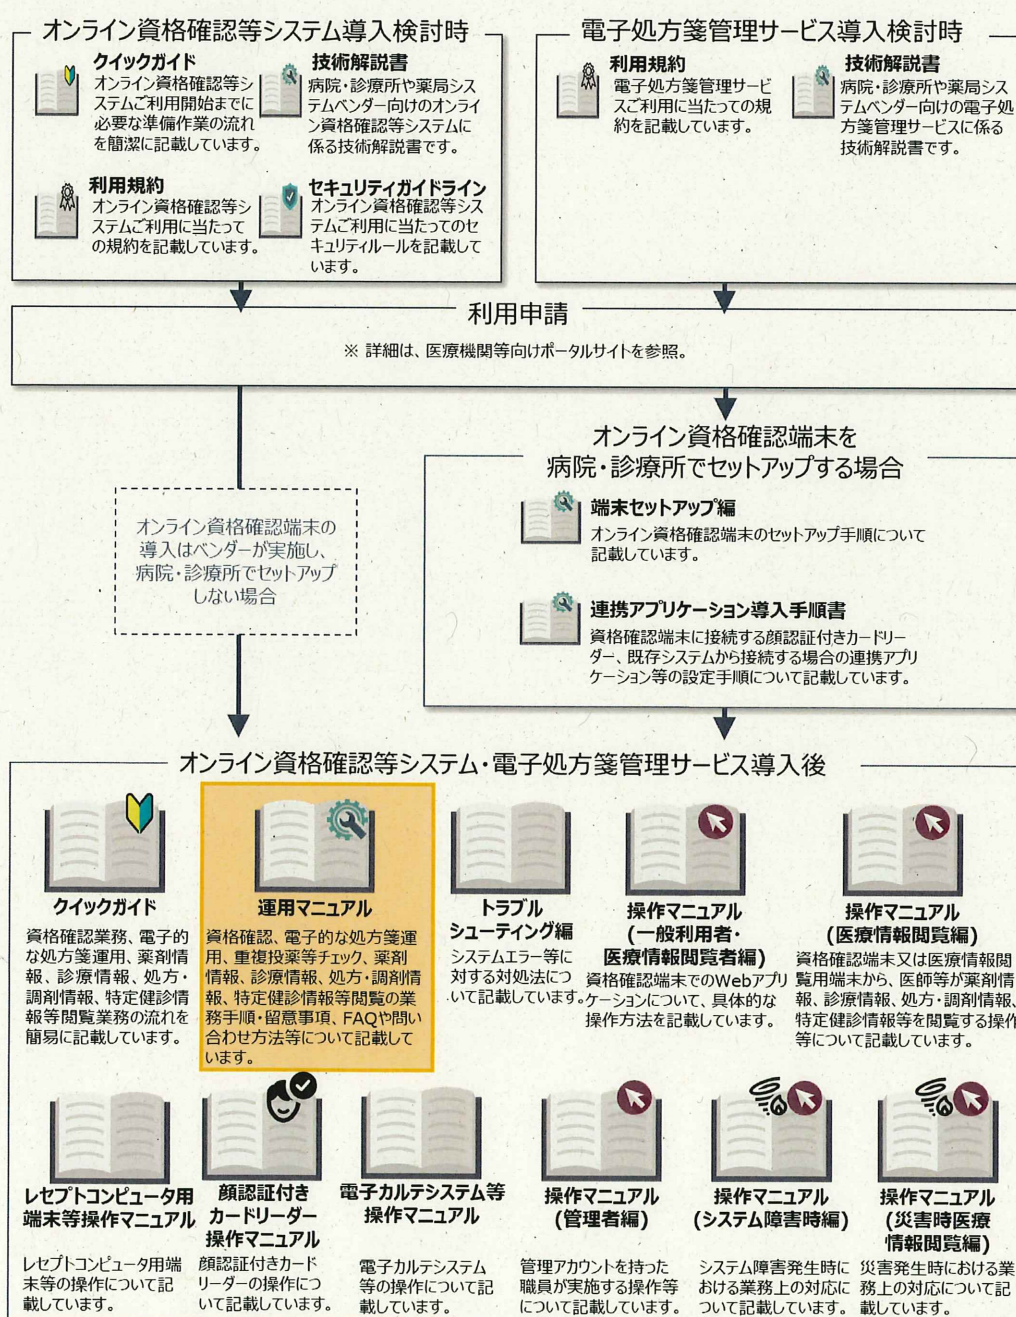 オンライン資格確認等システム導入検討時
クイックガイド
オンライン資格確認等シ
ステムご利用開始までに
必要な準備作業の流れ
を簡潔に記載しています。
技術解説書
病院・診療所や薬局シス
テムベンダー向けのオンライ
ン資格確認等システムに
係る技術解説書です。
利用規約
オンライン資格確認等シ
ステムご利用に当たって
の規約を記載しています。
セキュリティガイドライン
オンライン資格確認等シス
テムご利用に当たってのセ
キュリティルールを記載して
います。
電子処方箋管理サービス導入検討時
利用規約
電子処方箋管理サービ
スご利用に当たっての規
約を記載しています。
技術解説書
病院・診療所や薬局シス
テムベンダー向けの電子処
方箋管理サービスに係る
技術解説書です。
利用申請
※ 詳細は、医療機関等向けポータルサイトを参照。
オンライン資格確認端末の
導入はベンダーが実施し、
病院・診療所でセットアップ
しない場合
オンライン資格確認端末を
病院・診療所でセットアップする場合
端末セットアップ編
オンライン資格確認端末のセットアップ手順について
記載しています。
連携アプリケーション導入手順書
資格確認端末に接続する顔認証付きカードリー
ダー、既存システムから接続する場合の連携アプリ
ケーション等の設定手順について記載しています。
オンライン資格確認等システム・電子処方箋管理サービス導入後
クイックガイド
資格確認業務、電子的
な処方箋運用、薬剤情
報、診療情報、処方・
調剤情報、特定健診情
報等閲覧業務の流れを
簡易に記載しています。
運用マニュアル
資格確認、電子的な処方箋運
用、重複投薬等チェック、薬剤
情報、診療情報、処方・調剤情
報、特定健診情報等閲覧の業
務手順・留意事項、FAQや問い
合わせ方法等について記載して
います。
トラブル
シューティング編
システムエラー等に
対する対処法につ
いて記載しています。
操作マニュアル
(一般利用者・
医療情報閲覧者編)
資格確認端末でのWebアプリ
ケーションについて、具体的な
操作方法を記載しています。
操作マニュアル
(医療情報閲覧編)
資格確認端末又は医療情報閲
覧用端末から、医師等が薬剤情
報、診療情報、処方・調剤情報、
特定健診情報等を閲覧する操作
等について記載しています。
レセプトコンピュータ用
端末等操作マニュアル
レセプトコンピュータ用端
末等の操作について記
載しています。
顔認証付き
カードリーダー
操作マニュアル
顔認証付きカード
リーダーの操作につ
いて記載しています。
電子カルテシステム等
操作マニュアル
電子カルテシステム
等の操作について記
載しています。
操作マニュアル
(管理者編)
管理アカウントを持った
職員が実施する操作等
について記載しています。
操作マニュアル
(システム障害時編)
システム障害発生時に
おける業務上の対応に
ついて記載しています。
操作マニュアル
(災害時医療
情報閲覧編)
災害発生時における業
務上の対応について記
載しています。